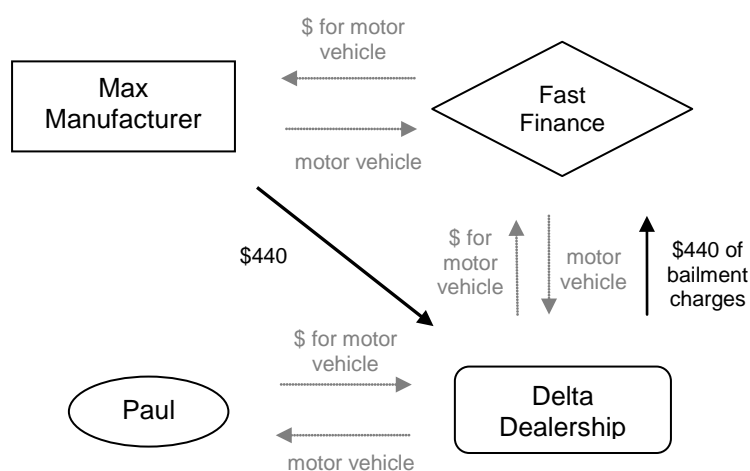 $ for motor
vehicle
Max
Manufacturer
Fast
Finance
motor vehicle
$440
$ for
motor
vehicle
motor
vehicle
$440 of
bailment
charges
$ for motor
vehicle
Paul
Delta
Dealership
motor vehicle